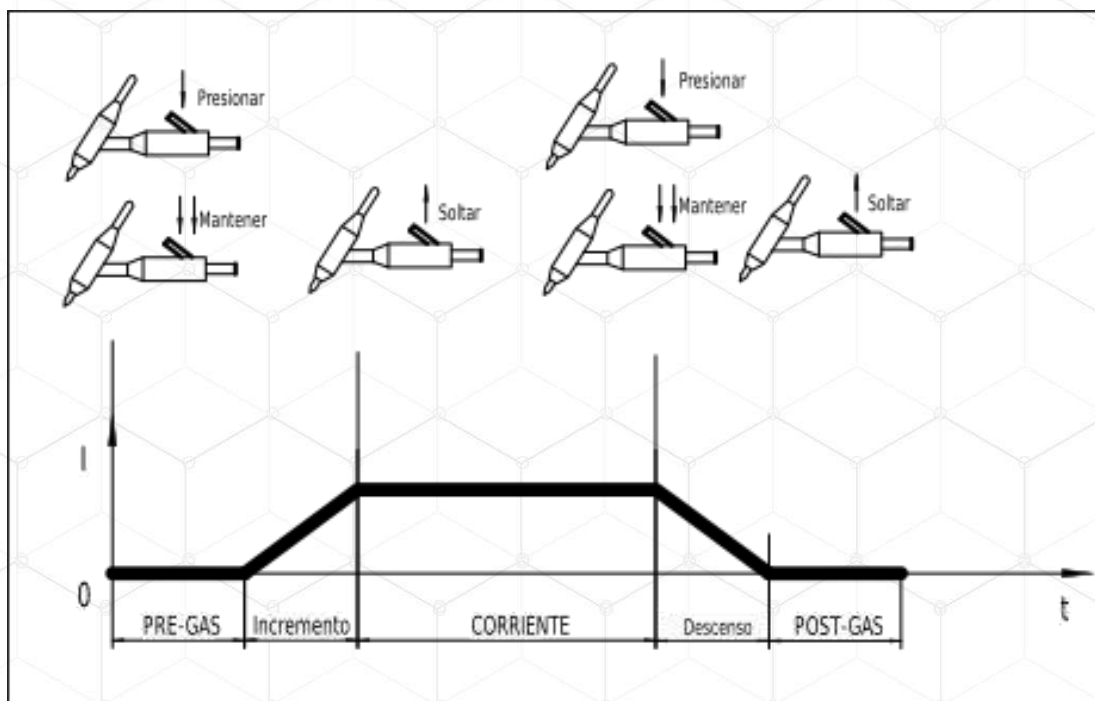 Presionar
Presionar
Mantener
Soltar
Mantener
Soltar
I
0
PRE-GAS
Incremento
CORRIENTE
Descenso
POST-GAS
t